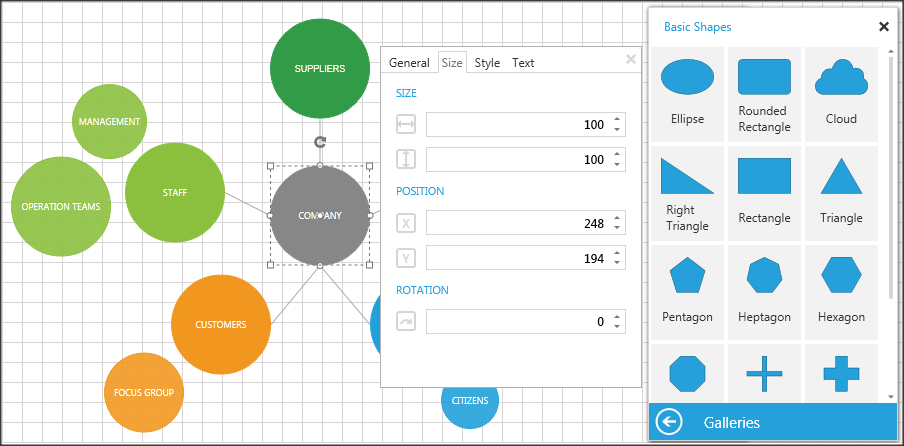 SUPPLIERS
MANAGEMENT
OPERATION TEAMS
STAFF
COMPANY
CUSTOMERS
FOCUS GROUP
CITIZENS
General Size Style Text
SIZE
100
100
POSITION
X 248
Y 194
ROTATION
0
Basic Shapes
Ellipse
Rounded
Rectangle
Cloud
Right
Triangle
Rectangle
Triangle
Pentagon
Heptagon
Hexagon
Galleries